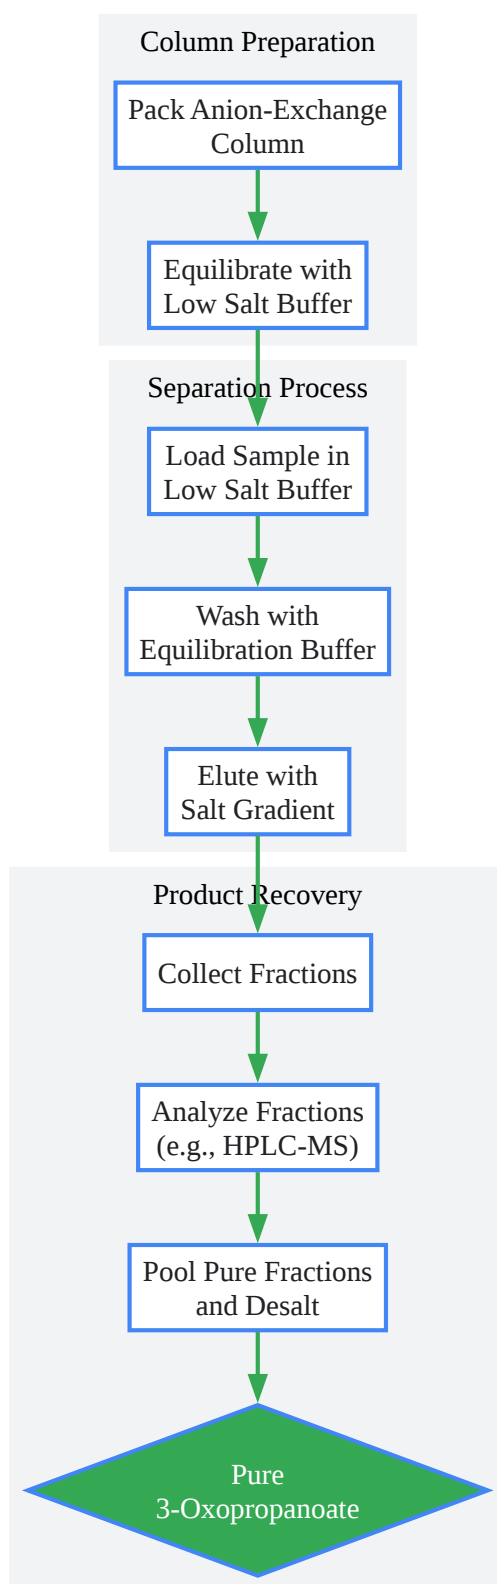 Column Preparation
Pack Anion-Exchange
Column
Equilibrate with
Low Salt Buffer
Separation Process
Load Sample in
Low Salt Buffer
Wash with
Equilibration Buffer
Elute with
Salt Gradient
Product Recovery
Collect Fractions
Analyze Fractions
(e.g., HPLC-MS)
Pool Pure Fractions
and Desalt
Pure
3-Oxopropanoate